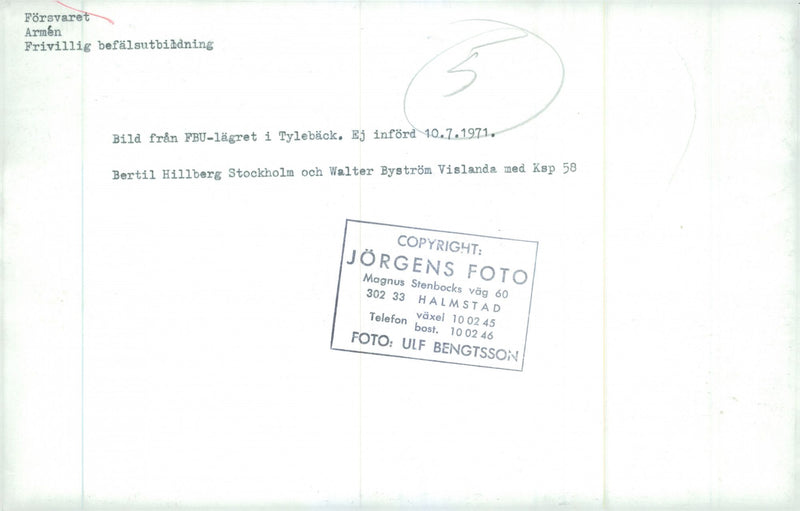 Försvaret
Armén
Frivillig befälsutbildning
5
Bild från FBU-lägret i Tylebäck. Ej införd 10.7.1971.
Bertil Hillberg Stockholm och Walter Byström Vislanda med Ksp 58
COPYRIGHT:
JÖRGENS FOTO
Magnus Stenbocks väg 60
302 33 HALMSTAD
Telefon växel 10 02 45
bost. 10 02 46
FOTO: ULF BENGTSSON